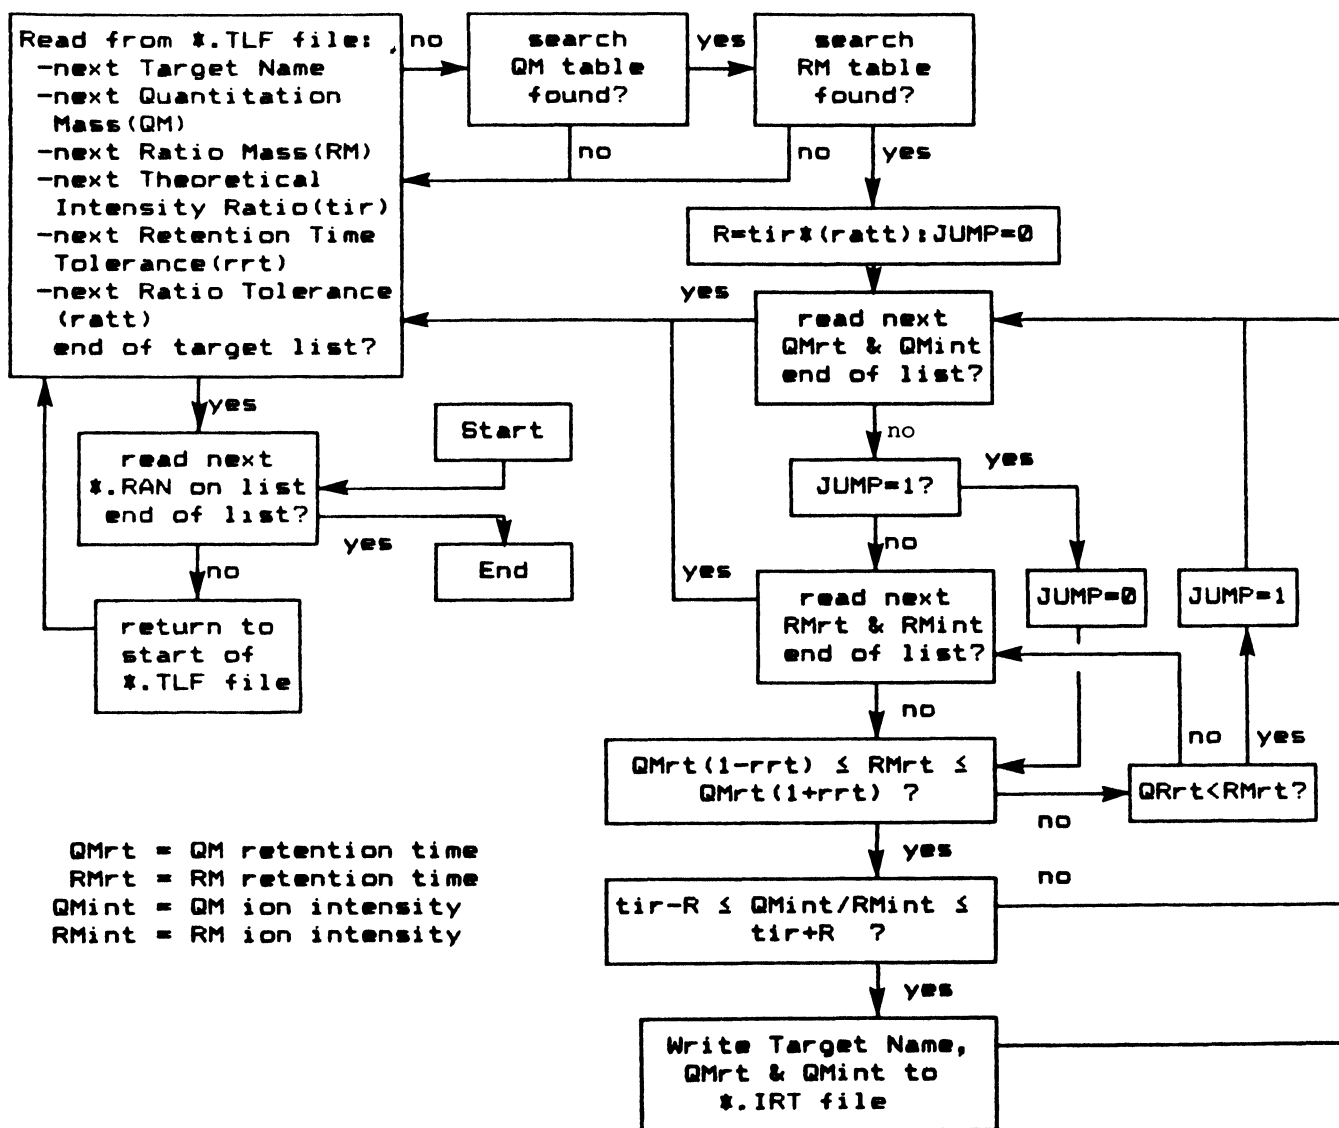 Read from *.TLF file:
-next Target Name
-next Quantitation
Mass(QM)
-next Ratio Mass(RM)
-next Theoretical
Intensity Ratio(tir)
-next Retention Time
Tolerance(rrt)
-next Ratio Tolerance
(ratt)
end of target list?
no
search
QM table
found?
yes
search
RM table
found?
no
no
yes
R=tir*(ratt):JUMP=0
yes
read next
QMrt & QMint
end of list?
yes
read next
*.RAN on list
end of list?
Start
yes
End
no
return to
start of
*.TLF file
no
JUMP=1?
yes
no
yes
read next
RMrt & RMint
end of list?
JUMP=0
JUMP=1
no
no
yes
QMrt(1-rrt) ≤ RMrt ≤
QMrt(1+rrt) ?
QRrt<RMrt?
no
yes
QMrt = QM retention time
RMrt = RM retention time
QMint = QM ion intensity
RMint = RM ion intensity
tir-R ≤ QMint/RMint ≤
tir+R ?
no
yes
Write Target Name,
QMrt & QMint to
*.IRT file